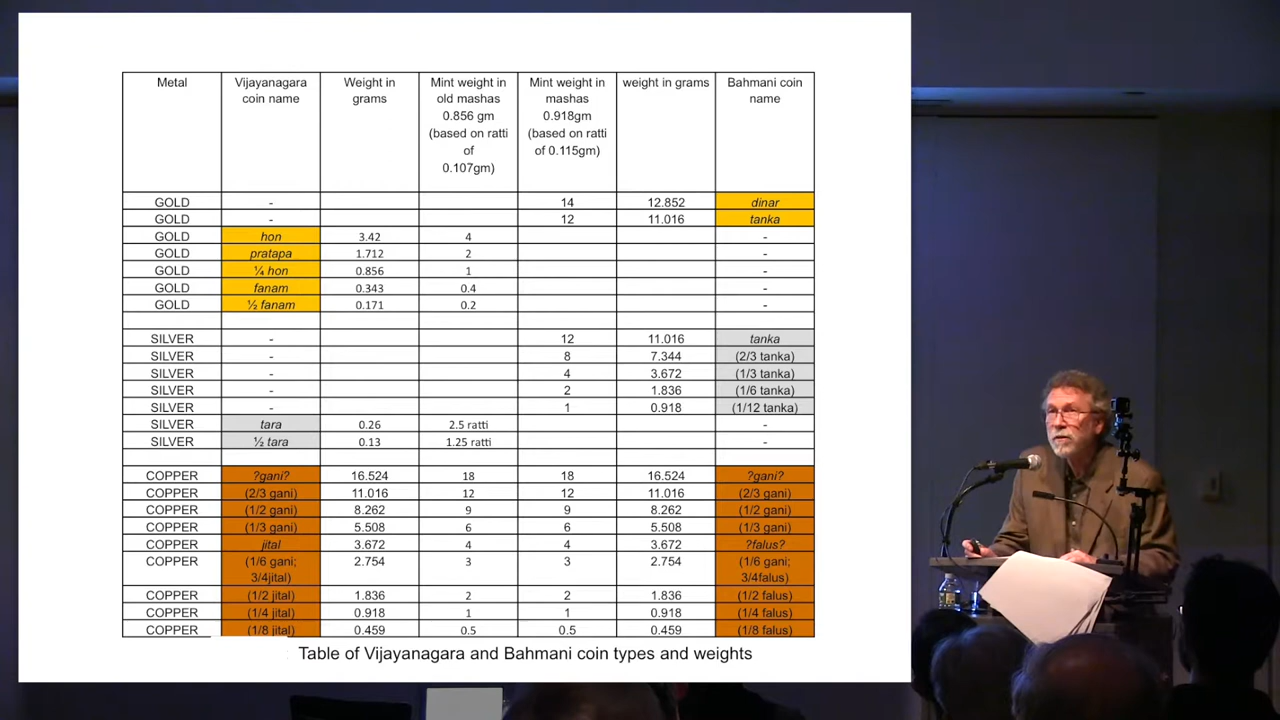 Metal Vijayanagara coin name Weight in grams Mint weight in old mashas 0.856 gm (based on ratti of 0.107gm) Mint weight in mashas 0.918gm (based on ratti of 0.115gm) weight in grams Bahmani coin name
GOLD - 14 12.852 dinar
GOLD - 12 11.016 tanka
GOLD hon 3.42 4 -
GOLD pratapa 1.712 2 -
GOLD ¼ hon 0.856 1 -
GOLD fanam 0.343 0.4 -
GOLD ½ fanam 0.171 0.2 -
SILVER - 12 11.016 tanka
SILVER - 8 7.344 (2/3 tanka)
SILVER - 4 3.672 (1/3 tanka)
SILVER - 2 1.836 (1/6 tanka)
SILVER - 1 0.918 (1/12 tanka)
SILVER tara 0.26 2.5 ratti -
SILVER ½ tara 0.13 1.25 ratti -
COPPER ?gani? 16.524 18 18 16.524 ?gani?
COPPER (2/3 gani) 11.016 12 12 11.016 (2/3 gani)
COPPER (1/2 gani) 8.262 9 9 8.262 (1/2 gani)
COPPER (1/3 gani) 5.508 6 6 5.508 (1/3 gani)
COPPER jital 3.672 4 4 3.672 ?falus?
COPPER (1/6 gani; 3/4jital) 2.754 3 3 2.754 (1/6 gani; 3/4falus)
COPPER (1/2 jital) 1.836 2 2 1.836 (1/2 falus)
COPPER (1/4 jital) 0.918 1 1 0.918 (1/4 falus)
COPPER (1/8 jital) 0.459 0.5 0.5 0.459 (1/8 falus)
Table of Vijayanagara and Bahmani coin types and weights